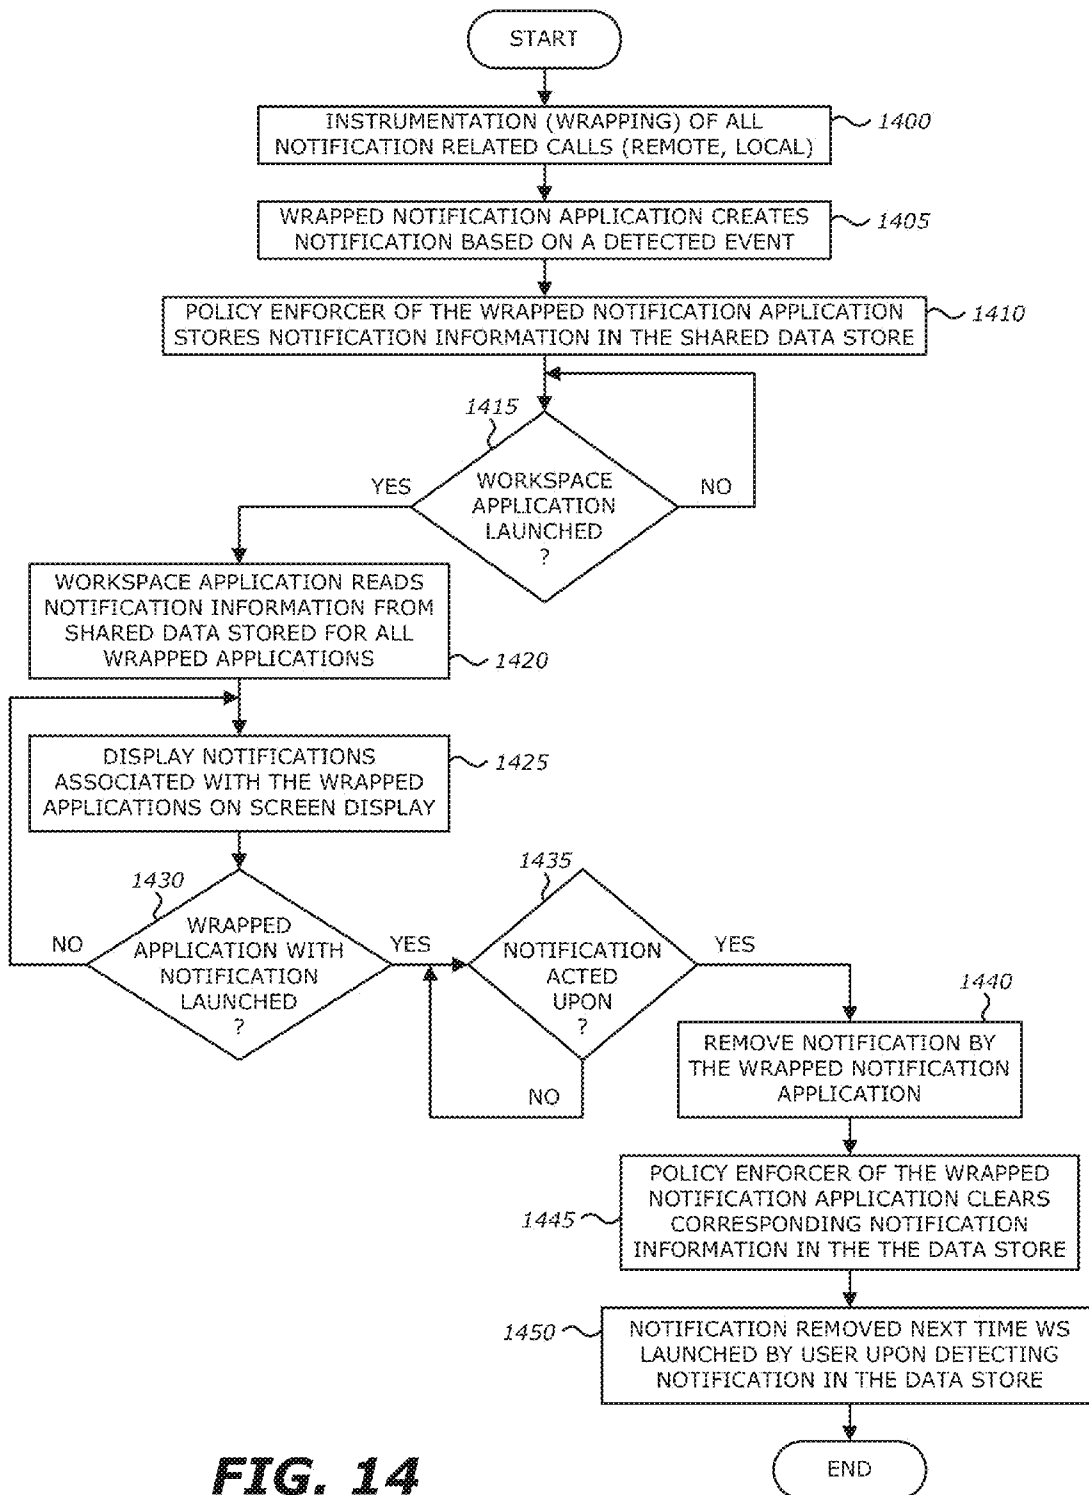 START
INSTRUMENTATION (WRAPPING) OF ALL
NOTIFICATION RELATED CALLS (REMOTE, LOCAL)
1400
WRAPPED NOTIFICATION APPLICATION CREATES
NOTIFICATION BASED ON A DETECTED EVENT
1405
POLICY ENFORCER OF THE WRAPPED NOTIFICATION APPLICATION
STORES NOTIFICATION INFORMATION IN THE SHARED DATA STORE
1410
1415
WORKSPACE
APPLICATION
LAUNCHED
?
YES
NO
WORKSPACE APPLICATION READS
NOTIFICATION INFORMATION FROM
SHARED DATA STORED FOR ALL
WRAPPED APPLICATIONS
1420
DISPLAY NOTIFICATIONS
ASSOCIATED WITH THE WRAPPED
APPLICATIONS ON SCREEN DISPLAY
1425
1430
WRAPPED
APPLICATION WITH
NOTIFICATION
LAUNCHED
?
NO
YES
1435
NOTIFICATION
ACTED
UPON
?
YES
NO
1440
REMOVE NOTIFICATION BY
THE WRAPPED NOTIFICATION
APPLICATION
POLICY ENFORCER OF THE WRAPPED
NOTIFICATION APPLICATION CLEARS
CORRESPONDING NOTIFICATION
INFORMATION IN THE THE DATA STORE
1445
1450
NOTIFICATION REMOVED NEXT TIME WS
LAUNCHED BY USER UPON DETECTING
NOTIFICATION IN THE DATA STORE
END
FIG. 14